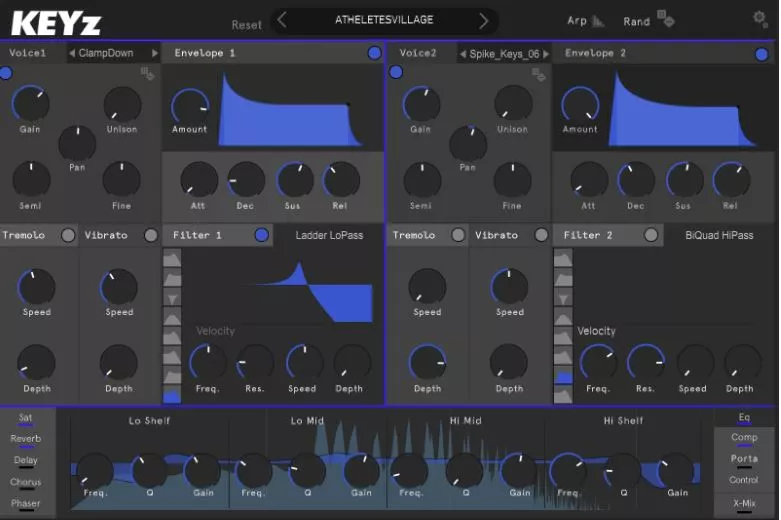 KEYz Reset ATHELETESVILLAGE Arp Rand
Voice1 ClampDown Envelope 1 Voice2 Spike_Keys_06 Envelope 2
Gain Unison Amount Gain Unison Amount
Pan Pan
Semi Fine Att Dec Sus Rel Semi Fine Att Dec Sus Rel
Tremolo Vibrato Filter 1 Ladder LoPass Tremolo Vibrato Filter 2 BiQuad HiPass
Speed Speed Speed Speed
Velocity Velocity
Depth Depth Freq. Res. Speed Depth Depth Depth Freq. Res. Speed Depth
Sat Lo Shelf Lo Mid Hi Mid Hi Shelf Eq
Reverb Comp
Delay Porta
Chorus Control
Freq. Q Gain Freq. Q Gain Freq. Q Gain Freq. Q Gain
Phaser X-Mix